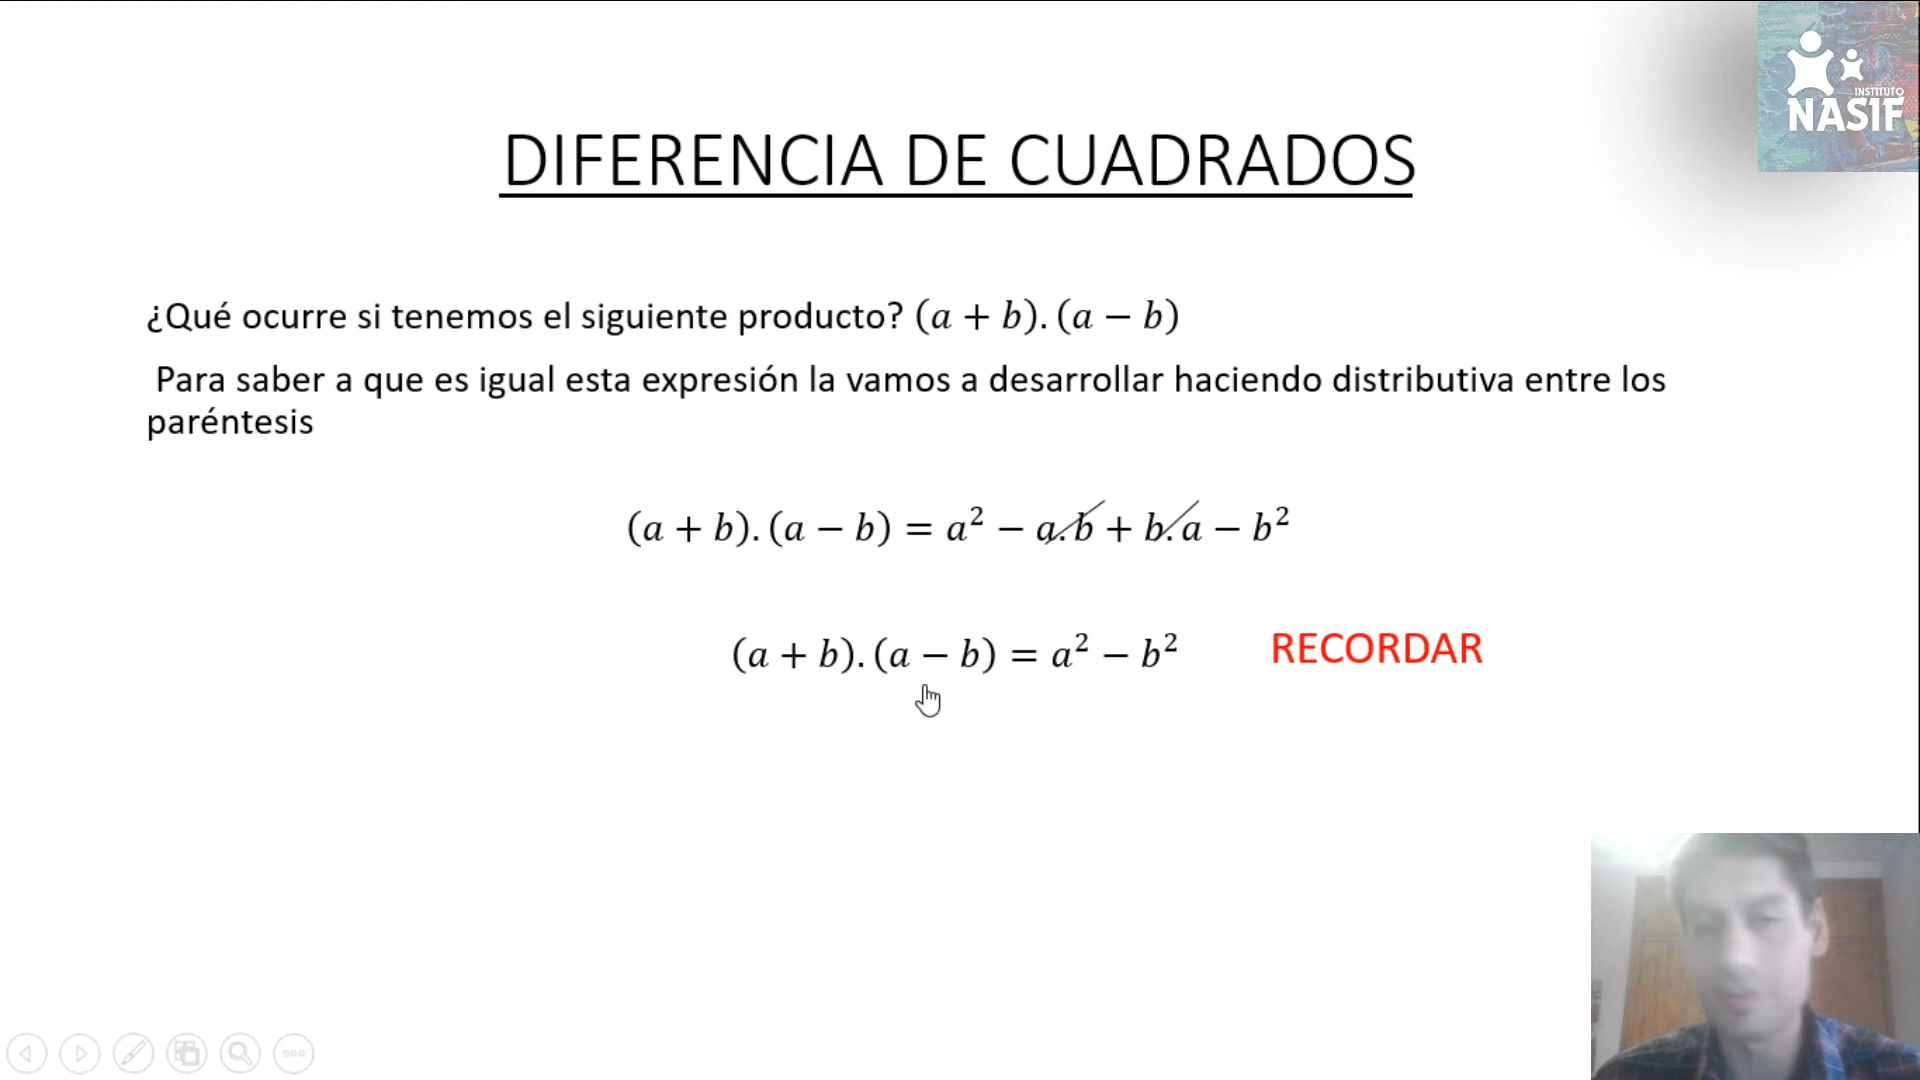 INSTITUTO
NASIF
DIFERENCIA DE CUADRADOS
¿Qué ocurre si tenemos el siguiente producto? (a + b). (a − b)
Para saber a que es igual esta expresión la vamos a desarrollar haciendo distributiva entre los
paréntesis
(a + b). (a − b) = a² − a. b + b. a − b²
(a + b). (a − b) = a² − b² RECORDAR